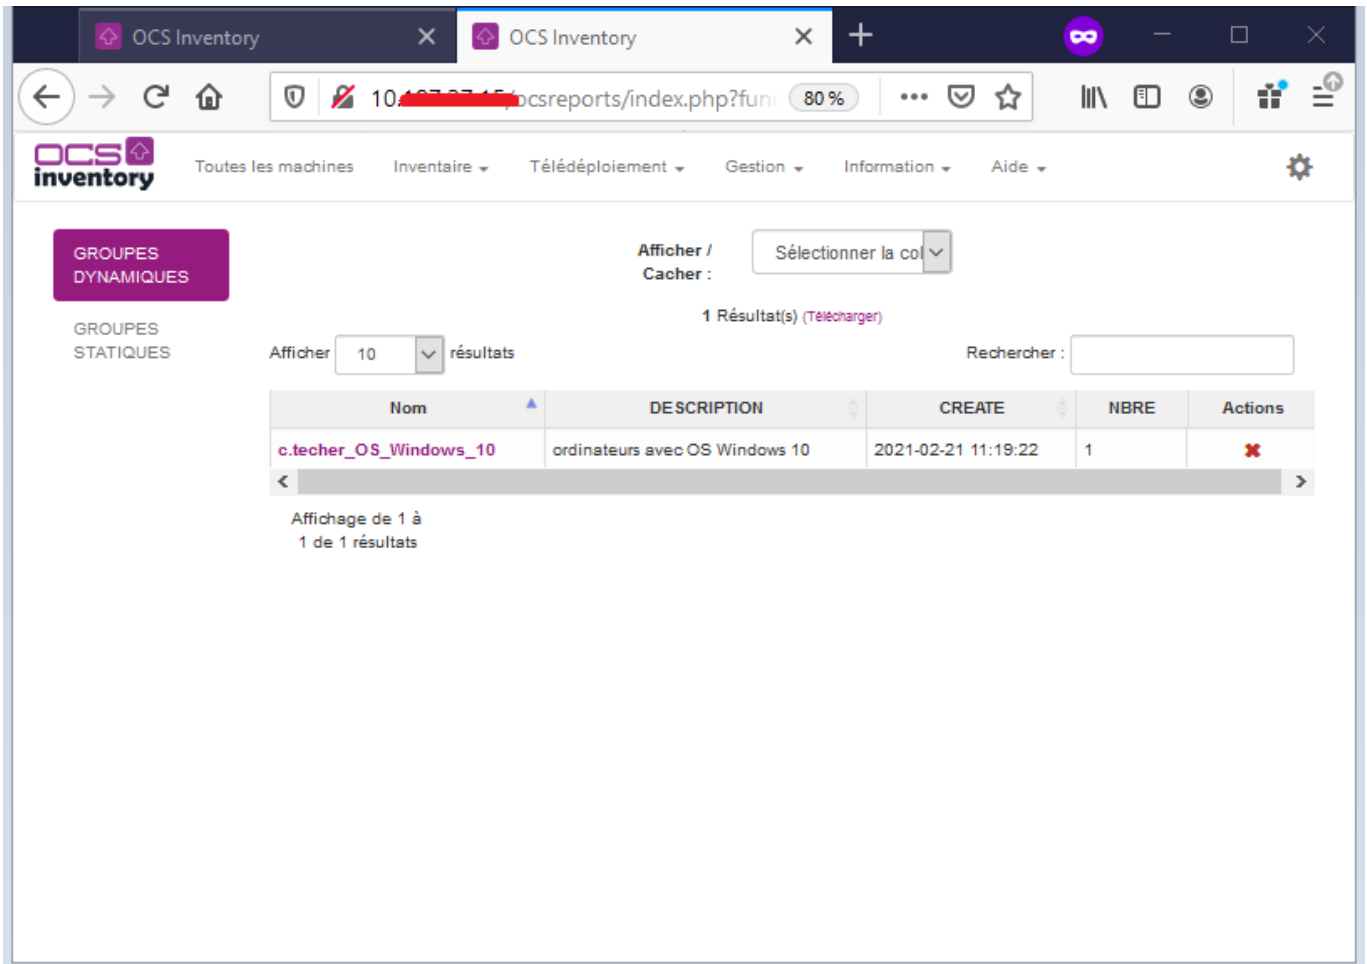 OCS Inventory
OCS Inventory
/ocsreports/index.php?fun
80 %
OCS inventory
Toutes les machines Inventaire Télédéploiement Gestion Information Aide
GROUPES DYNAMIQUES
GROUPES STATIQUES
Afficher / Cacher :
Sélectionner la col
1 Résultat(s) (Télécharger)
Afficher 10 résultats
Rechercher :
Nom DESCRIPTION CREATE NBRE Actions
c.techer_OS_Windows_10 ordinateurs avec OS Windows 10 2021-02-21 11:19:22 1
Affichage de 1 à
1 de 1 résultats